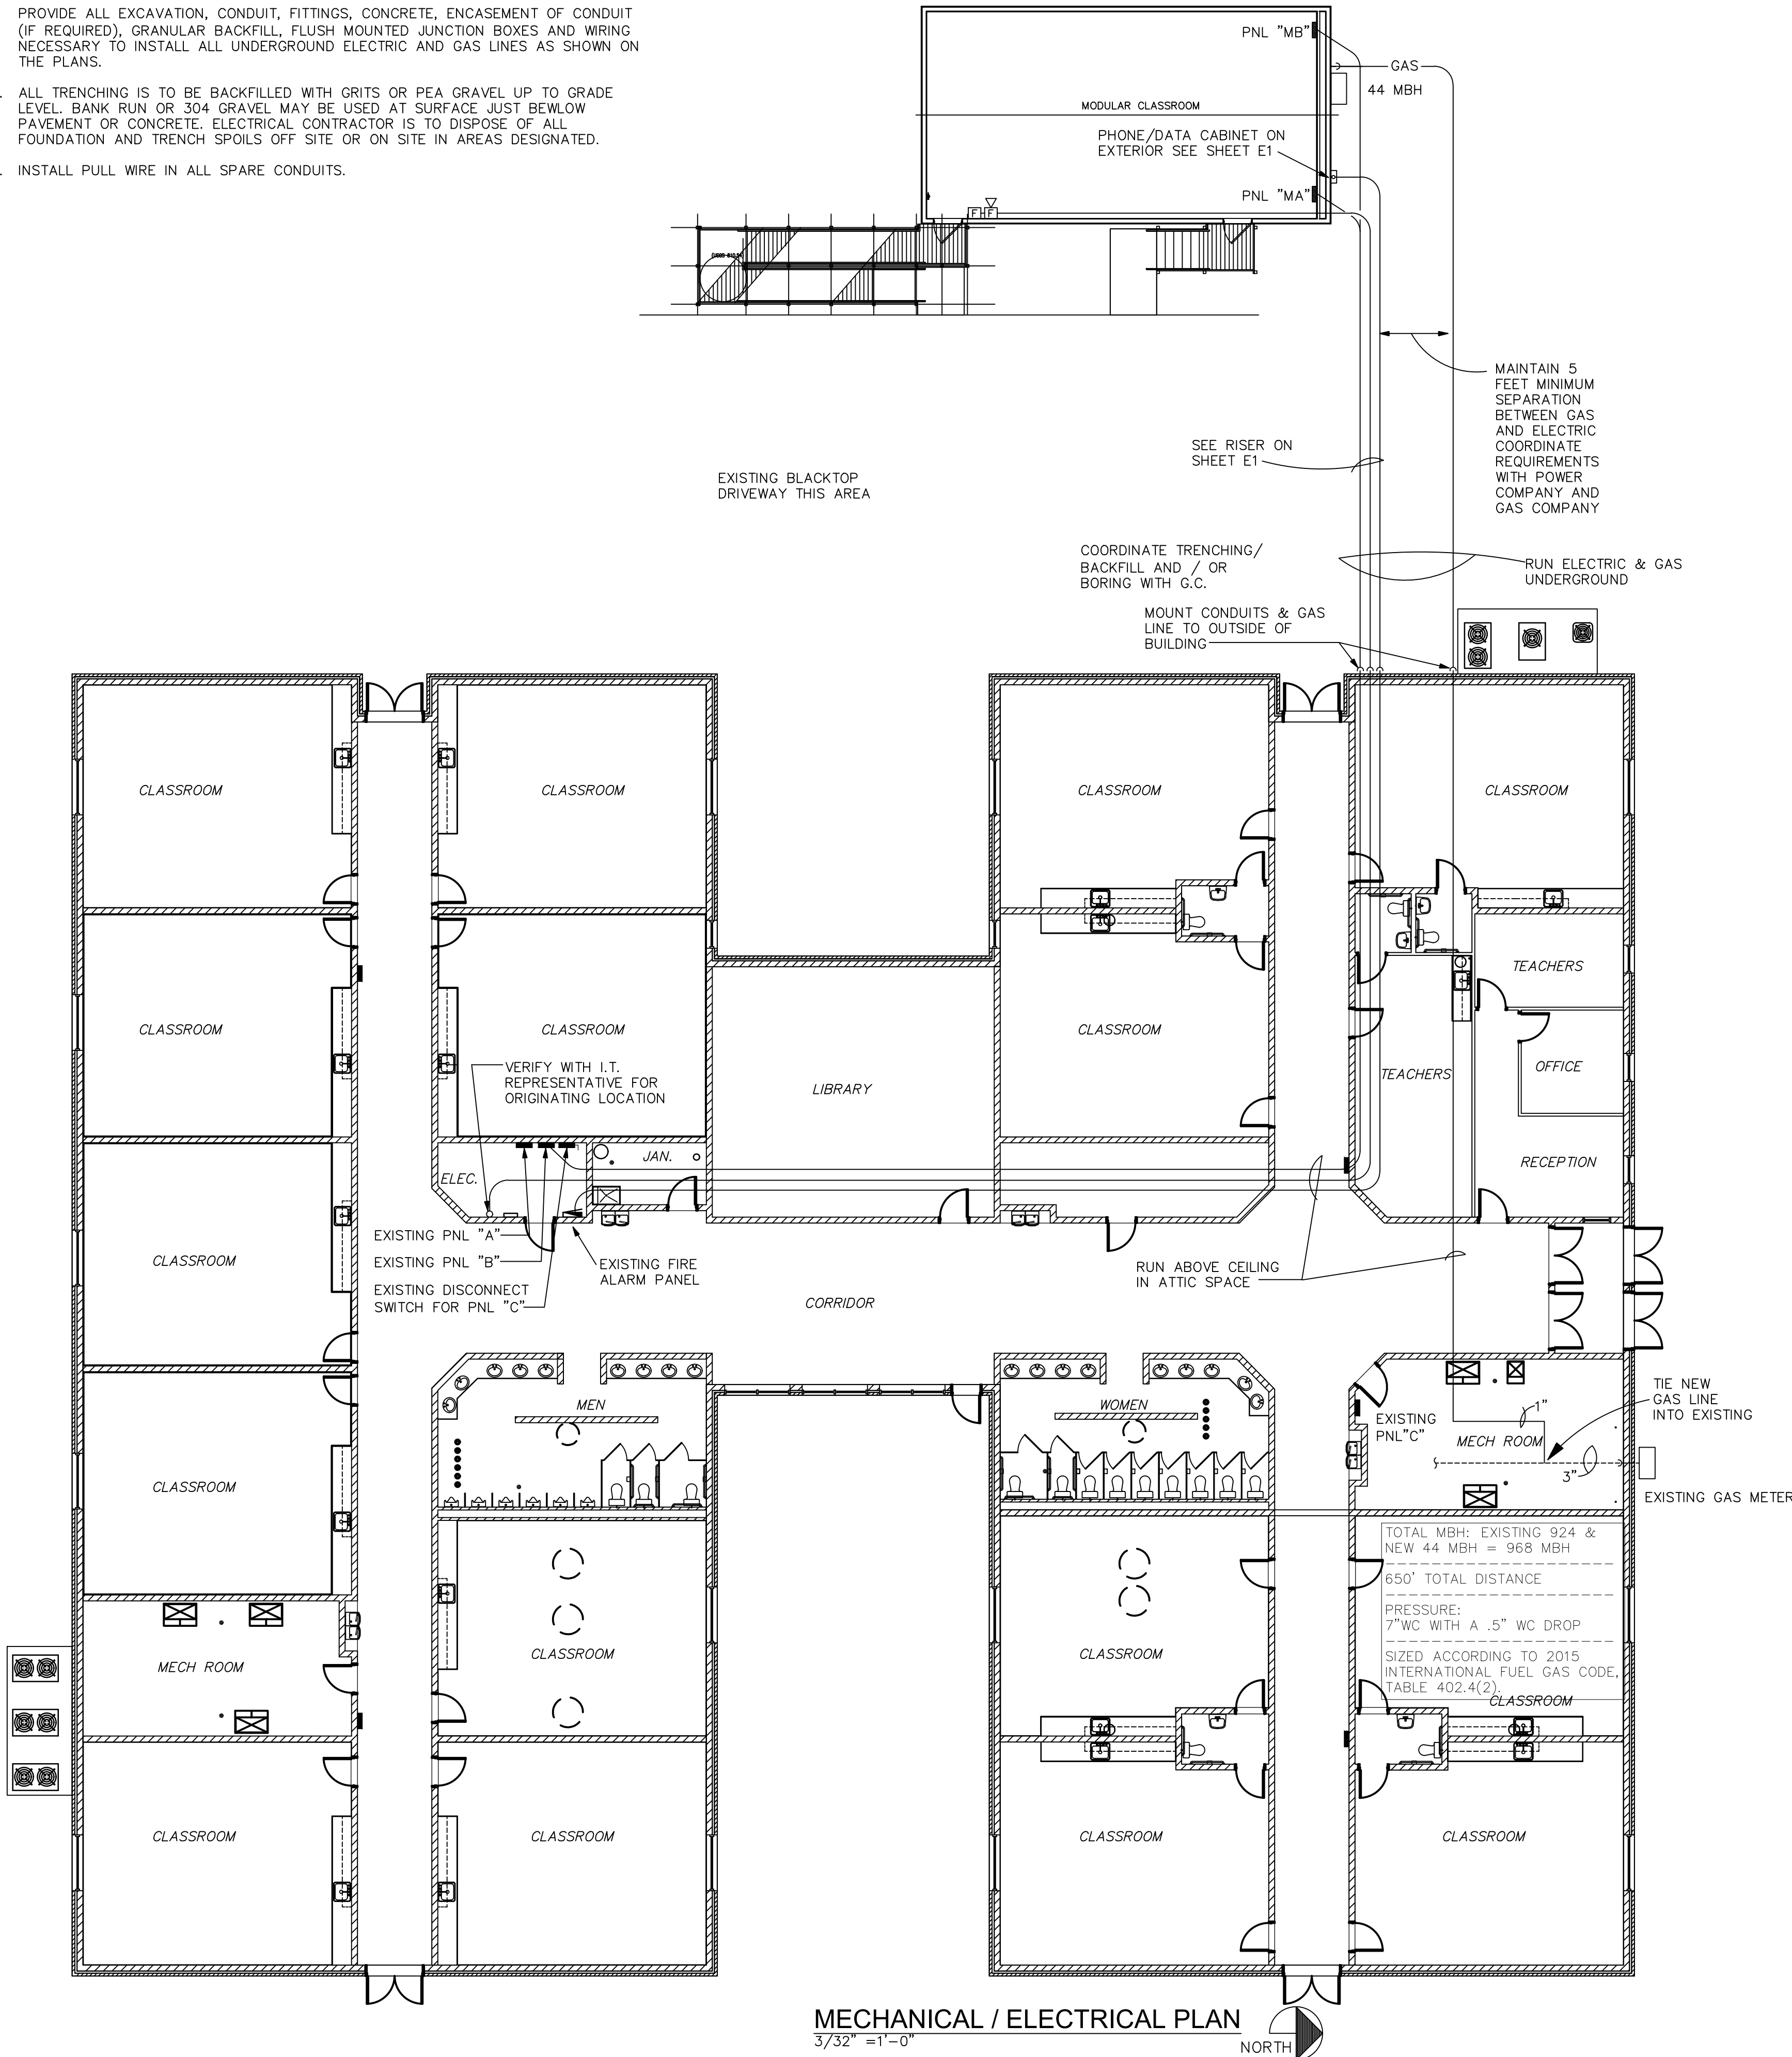 PROVIDE ALL EXCAVATION, CONDUIT, FITTINGS, CONCRETE, ENCASEMENT OF CONDUIT
(IF REQUIRED), GRANULAR BACKFILL, FLUSH MOUNTED JUNCTION BOXES AND WIRING
NECESSARY TO INSTALL ALL UNDERGROUND ELECTRIC AND GAS LINES AS SHOWN ON
THE PLANS.
ALL TRENCHING IS TO BE BACKFILLED WITH GRITS OR PEA GRAVEL UP TO GRADE
LEVEL. BANK RUN OR 304 GRAVEL MAY BE USED AT SURFACE JUST BEWLOW
PAVEMENT OR CONCRETE. ELECTRICAL CONTRACTOR IS TO DISPOSE OF ALL
FOUNDATION AND TRENCH SPOILS OFF SITE OR ON SITE IN AREAS DESIGNATED.
INSTALL PULL WIRE IN ALL SPARE CONDUITS.
PNL "MB"
GAS
44 MBH
MODULAR CLASSROOM
PHONE/DATA CABINET ON
EXTERIOR SEE SHEET E1
PNL "MA"
F F
MAINTAIN 5
FEET MINIMUM
SEPARATION
BETWEEN GAS
AND ELECTRIC
COORDINATE
REQUIREMENTS
WITH POWER
COMPANY AND
GAS COMPANY
SEE RISER ON
SHEET E1
EXISTING BLACKTOP
DRIVEWAY THIS AREA
COORDINATE TRENCHING/
BACKFILL AND / OR
BORING WITH G.C.
RUN ELECTRIC & GAS
UNDERGROUND
MOUNT CONDUITS & GAS
LINE TO OUTSIDE OF
BUILDING
CLASSROOM
CLASSROOM
CLASSROOM
CLASSROOM
TEACHERS
CLASSROOM
CLASSROOM
CLASSROOM
VERIFY WITH I.T.
REPRESENTATIVE FOR
ORIGINATING LOCATION
LIBRARY
TEACHERS
OFFICE
JAN.
ELEC.
RECEPTION
EXISTING PNL "A"
EXISTING PNL "B"
EXISTING DISCONNECT
SWITCH FOR PNL "C"
EXISTING FIRE
ALARM PANEL
CLASSROOM
RUN ABOVE CEILING
IN ATTIC SPACE
CORRIDOR
MEN
WOMEN
EXISTING
PNL"C"
1"
MECH ROOM
3"
TIE NEW
GAS LINE
INTO EXISTING
EXISTING GAS METER
CLASSROOM
TOTAL MBH: EXISTING 924 &
NEW 44 MBH = 968 MBH
650' TOTAL DISTANCE
PRESSURE:
7"WC WITH A .5" WC DROP
SIZED ACCORDING TO 2015
INTERNATIONAL FUEL GAS CODE,
TABLE 402.4(2).
CLASSROOM
MECH ROOM
CLASSROOM
CLASSROOM
CLASSROOM
CLASSROOM
CLASSROOM
CLASSROOM
MECHANICAL / ELECTRICAL PLAN
3/32" =1'-0"
NORTH